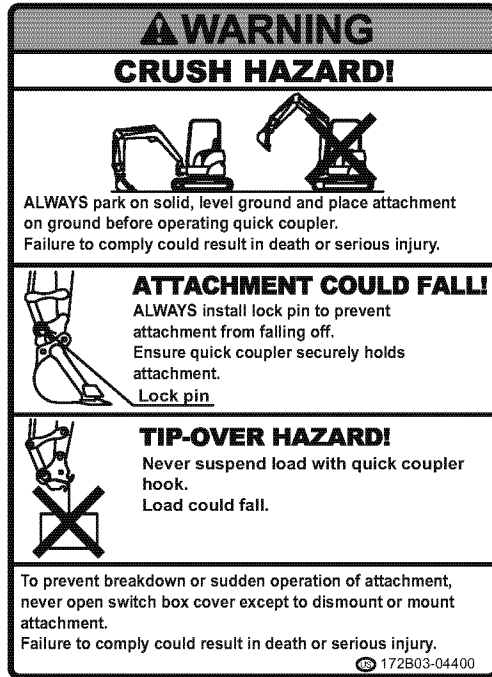 WARNING
CRUSH HAZARD!
ALWAYS park on solid, level ground and place attachment
on ground before operating quick coupler.
Failure to comply could result in death or serious injury.
ATTACHMENT COULD FALL!
ALWAYS install lock pin to prevent
attachment from falling off.
Ensure quick coupler securely holds
attachment.
Lock pin
TIP-OVER HAZARD!
Never suspend load with quick coupler
hook.
Load could fall.
To prevent breakdown or sudden operation of attachment,
never open switch box cover except to dismount or mount
attachment.
Failure to comply could result in death or serious injury.
US 172B03-04400